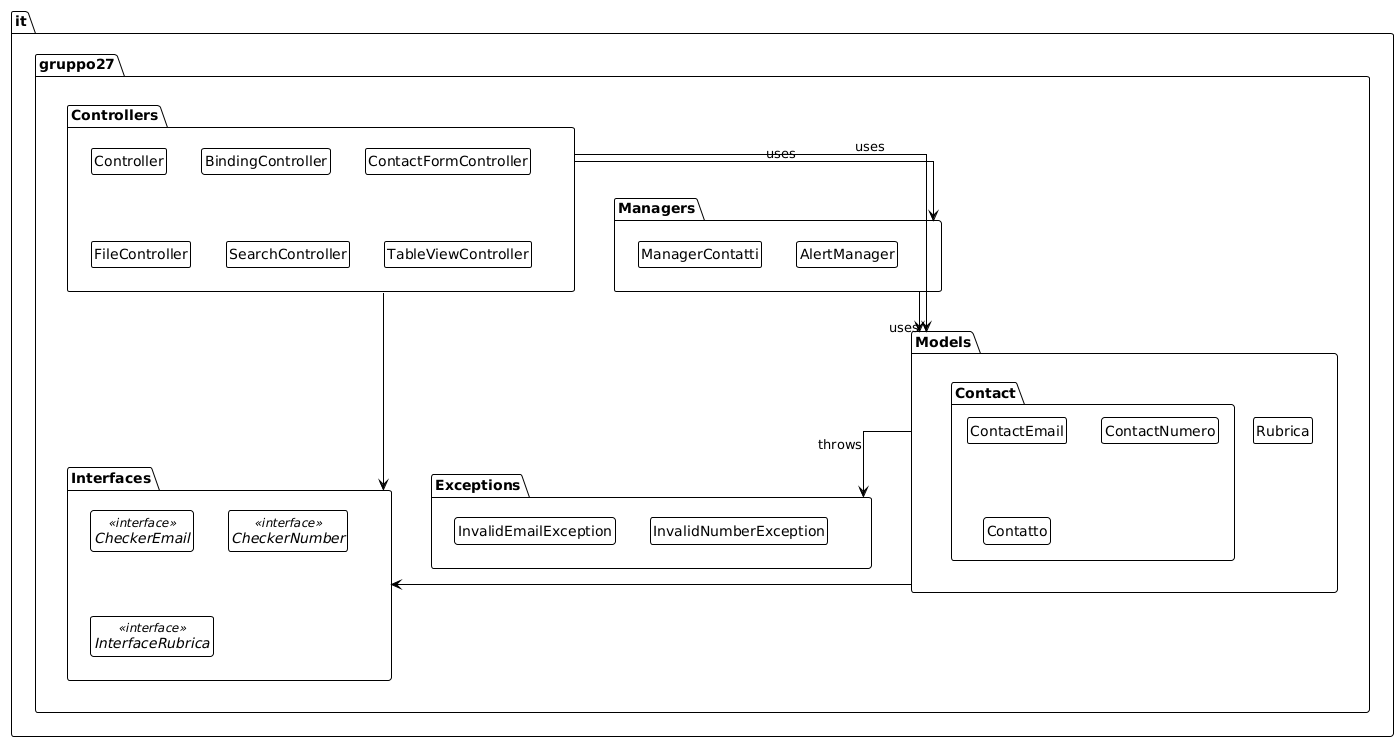 it
gruppo27
Controllers
Controller
BindingController
ContactFormController
FileController
SearchController
TableViewController
uses
uses
Managers
ManagerContatti
AlertManager
uses
Models
Contact
ContactEmail
ContactNumero
Rubrica
Contatto
throws
Exceptions
InvalidEmailException
InvalidNumberException
Interfaces
«interface»
CheckerEmail
«interface»
CheckerNumber
«interface»
InterfaceRubrica